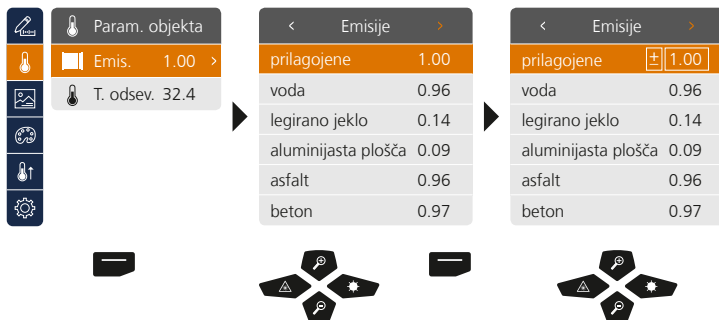 Param. objekta
Emis. 1.00 >
T. odsev. 32.4
< Emisije >
prilagojene 1.00
voda 0.96
legirano jeklo 0.14
aluminijasta plošča 0.09
asfalt 0.96
beton 0.97
< Emisije >
prilagojene ± 1.00
voda 0.96
legirano jeklo 0.14
aluminijasta plošča 0.09
asfalt 0.96
beton 0.97